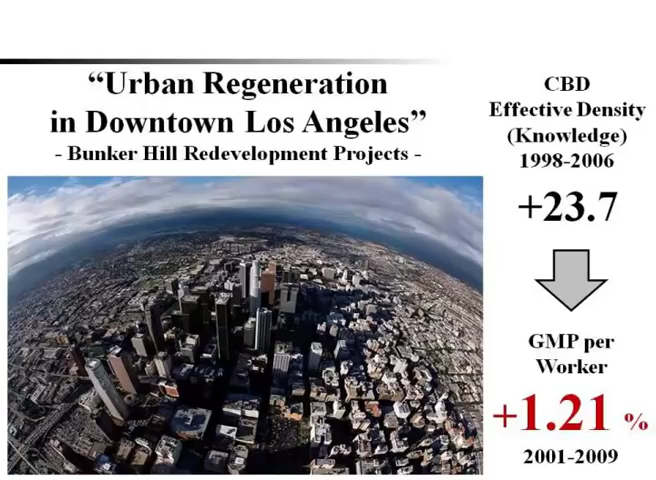 “Urban Regeneration
in Downtown Los Angeles”
- Bunker Hill Redevelopment Projects -
CBD
Effective Density
(Knowledge)
1998-2006
+23.7
GMP per
Worker
+1.21 %
2001-2009